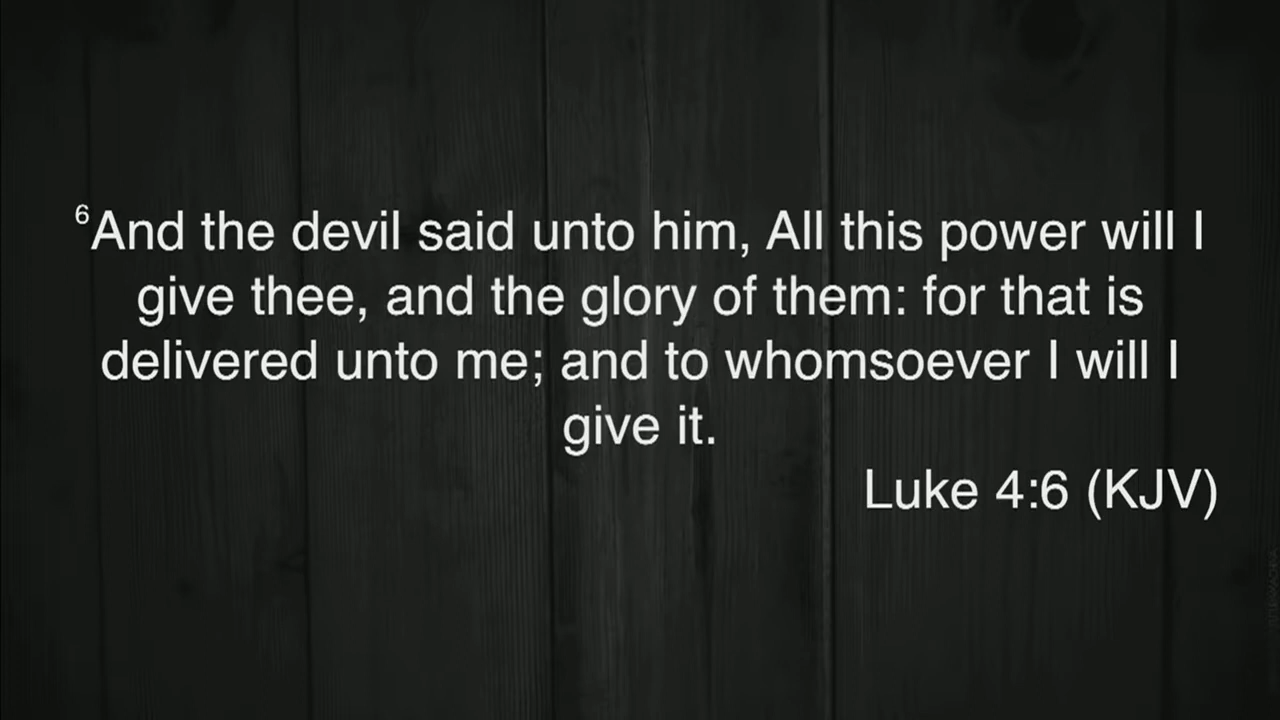 ⁶And the devil said unto him, All this power will I
give thee, and the glory of them: for that is
delivered unto me; and to whomsoever I will I
give it.
Luke 4:6 (KJV)